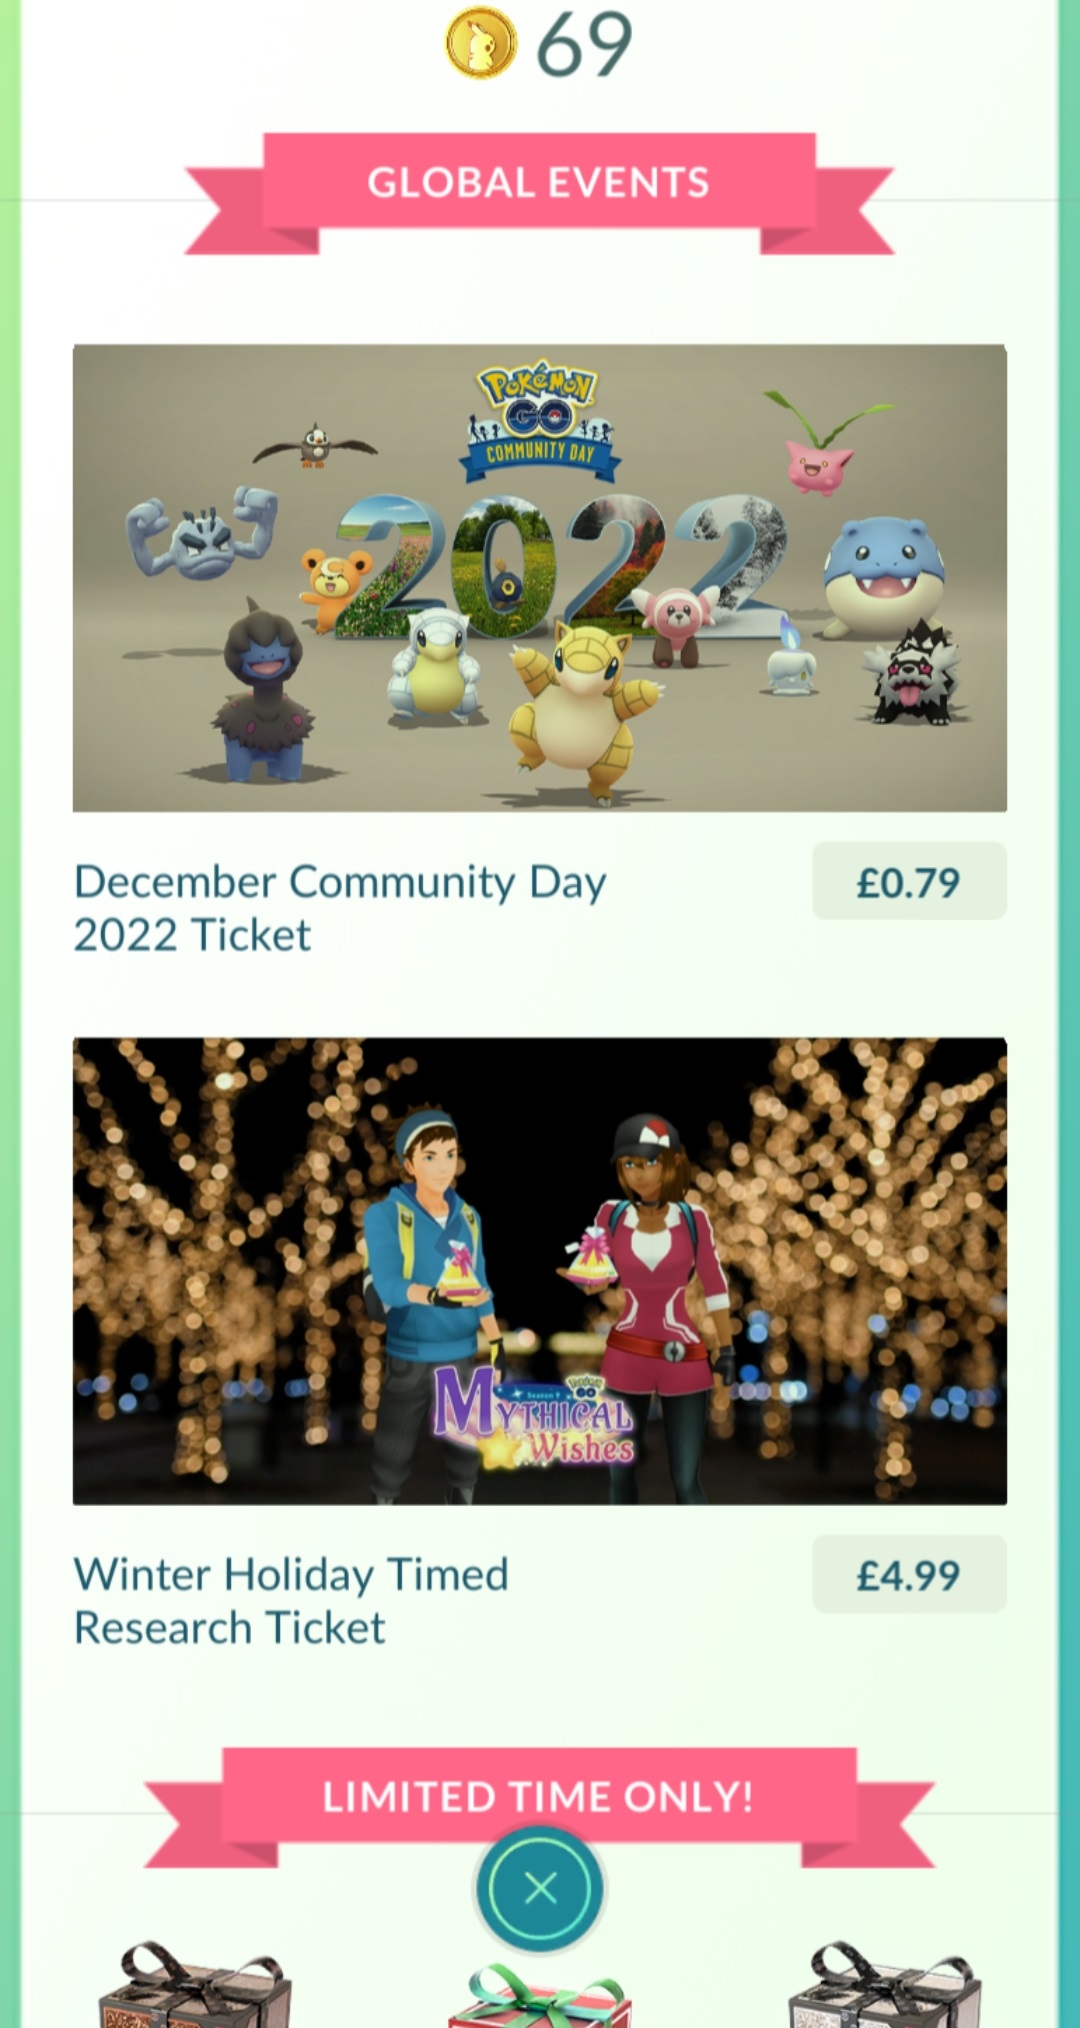 69
GLOBAL EVENTS
POKÉMON
GO
COMMUNITY DAY
2022
December Community Day
2022 Ticket
£0.79
Season 9
POKÉMON
GO
MYTHICAL
Wishes
Winter Holiday Timed
Research Ticket
£4.99
LIMITED TIME ONLY!